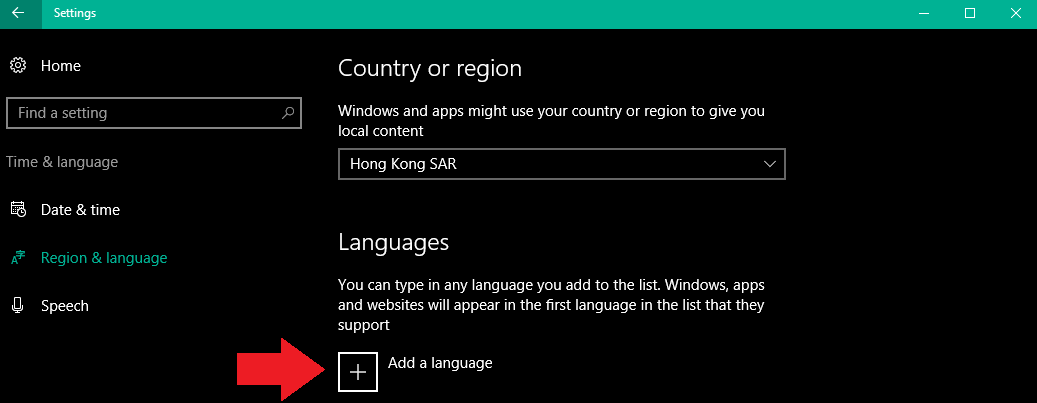 Settings
Home
Find a setting
Time & language
Date & time
Region & language
Speech
Country or region
Windows and apps might use your country or region to give you
local content
Hong Kong SAR
Languages
You can type in any language you add to the list. Windows, apps
and websites will appear in the first language in the list that they
support
Add a language